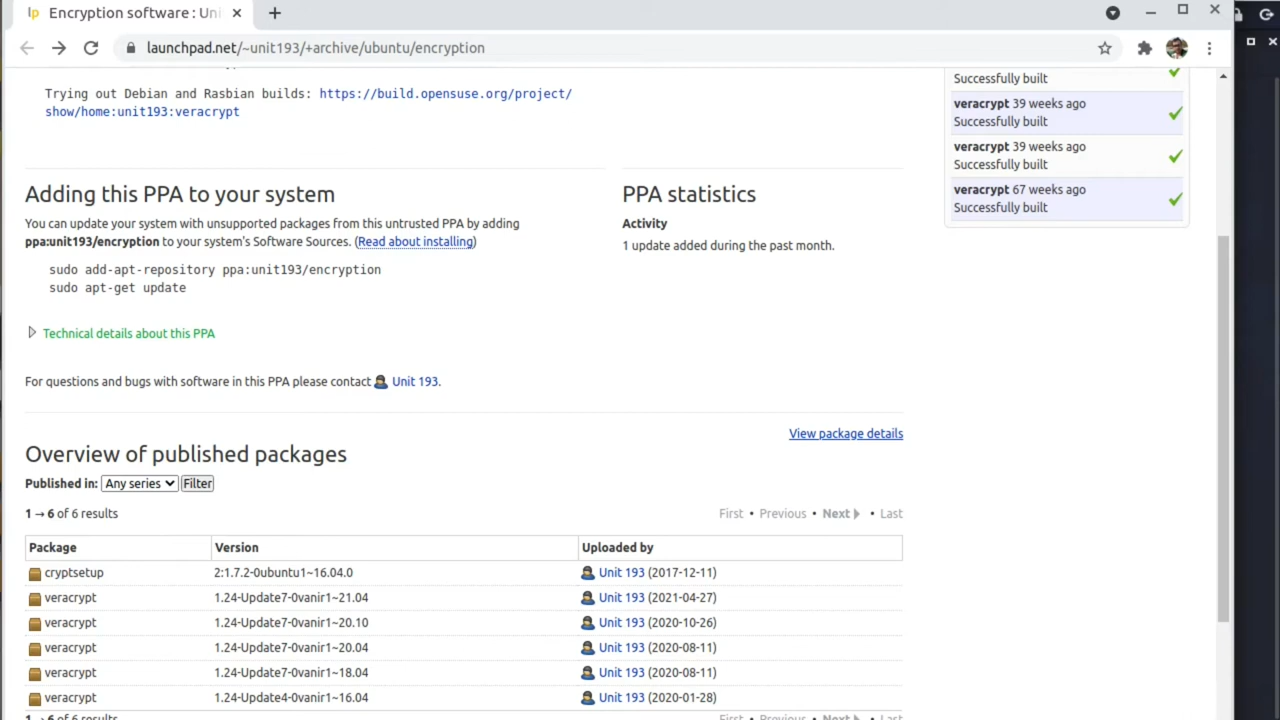 Encryption software : Uni
launchpad.net/~unit193/+archive/ubuntu/encryption
Trying out Debian and Rasbian builds: https://build.opensuse.org/project/
show/home:unit193:veracrypt
Successfully built
veracrypt 39 weeks ago
Successfully built
veracrypt 39 weeks ago
Successfully built
veracrypt 67 weeks ago
Successfully built
Adding this PPA to your system
You can update your system with unsupported packages from this untrusted PPA by adding
ppa:unit193/encryption to your system's Software Sources. (Read about installing)
sudo add-apt-repository ppa:unit193/encryption
sudo apt-get update
Technical details about this PPA
For questions and bugs with software in this PPA please contact Unit 193.
PPA statistics
Activity
1 update added during the past month.
View package details
Overview of published packages
Published in: Any series Filter
1 → 6 of 6 results
First • Previous • Next • Last
Package Version Uploaded by
cryptsetup 2:1.7.2-0ubuntu1~16.04.0 Unit 193 (2017-12-11)
veracrypt 1.24-Update7-0vanir1~21.04 Unit 193 (2021-04-27)
veracrypt 1.24-Update7-0vanir1~20.10 Unit 193 (2020-10-26)
veracrypt 1.24-Update7-0vanir1~20.04 Unit 193 (2020-08-11)
veracrypt 1.24-Update7-0vanir1~18.04 Unit 193 (2020-08-11)
veracrypt 1.24-Update4-0vanir1~16.04 Unit 193 (2020-01-28)
1 → 6 of 6 results
First • Previous • Next • Last